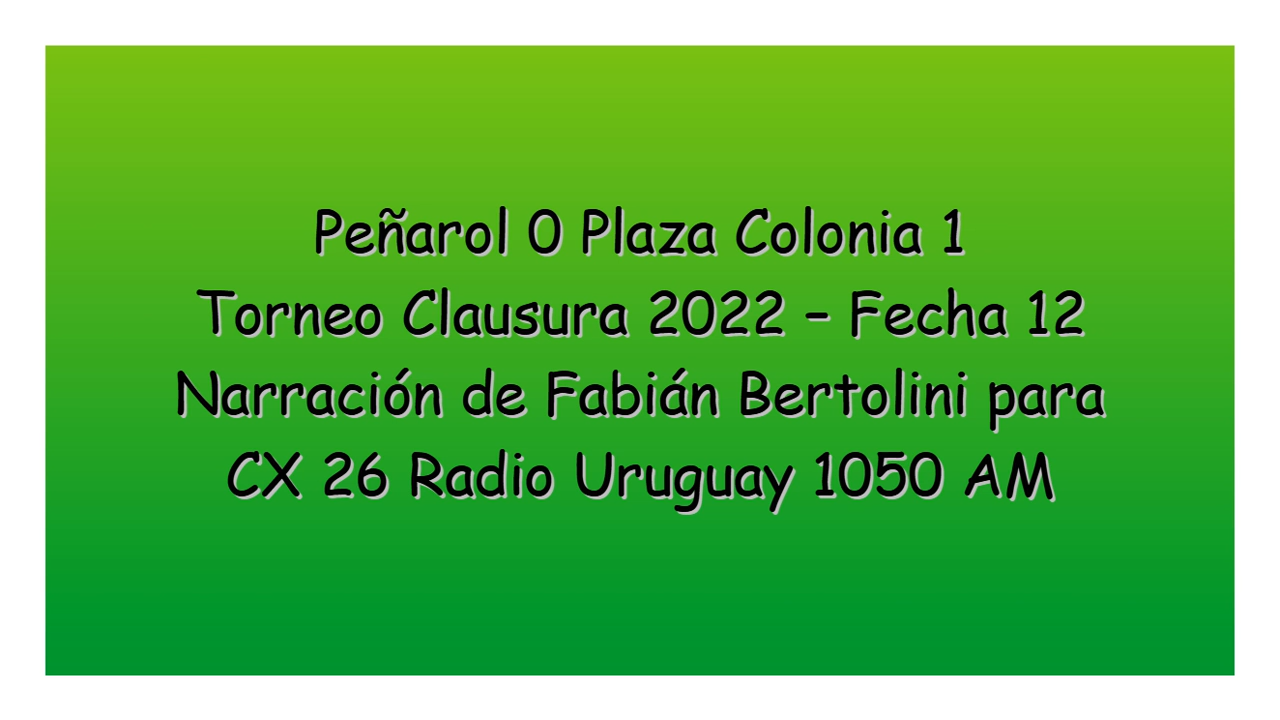 Peñarol 0 Plaza Colonia 1
Torneo Clausura 2022 – Fecha 12
Narración de Fabián Bertolini para
CX 26 Radio Uruguay 1050 AM